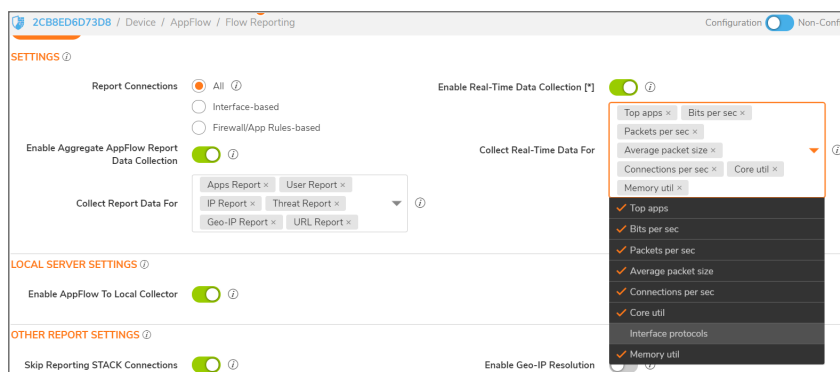 2CB8ED6D73D8 / Device / AppFlow / Flow Reporting
Configuration Non-Conf
SETTINGS
Report Connections
All
Interface-based
Firewall/App Rules-based
Enable Aggregate AppFlow Report
Data Collection
Collect Report Data For
Apps Report × User Report ×
IP Report × Threat Report ×
Geo-IP Report × URL Report ×
Enable Real-Time Data Collection [*]
Collect Real-Time Data For
Top apps × Bits per sec ×
Packets per sec ×
Average packet size ×
Connections per sec × Core util ×
Memory util ×
Top apps
Bits per sec
Packets per sec
Average packet size
Connections per sec
Core util
Interface protocols
Memory util
LOCAL SERVER SETTINGS
Enable AppFlow To Local Collector
OTHER REPORT SETTINGS
Skip Reporting STACK Connections
Enable Geo-IP Resolution